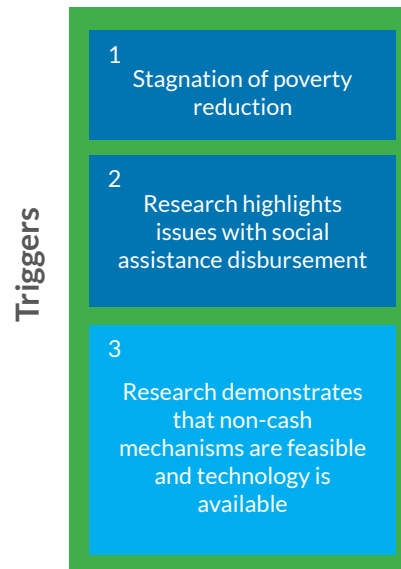 Triggers
1
Stagnation of poverty
reduction
2
Research highlights
issues with social
assistance disbursement
3
Research demonstrates
that non-cash
mechanisms are feasible
and technology is
available